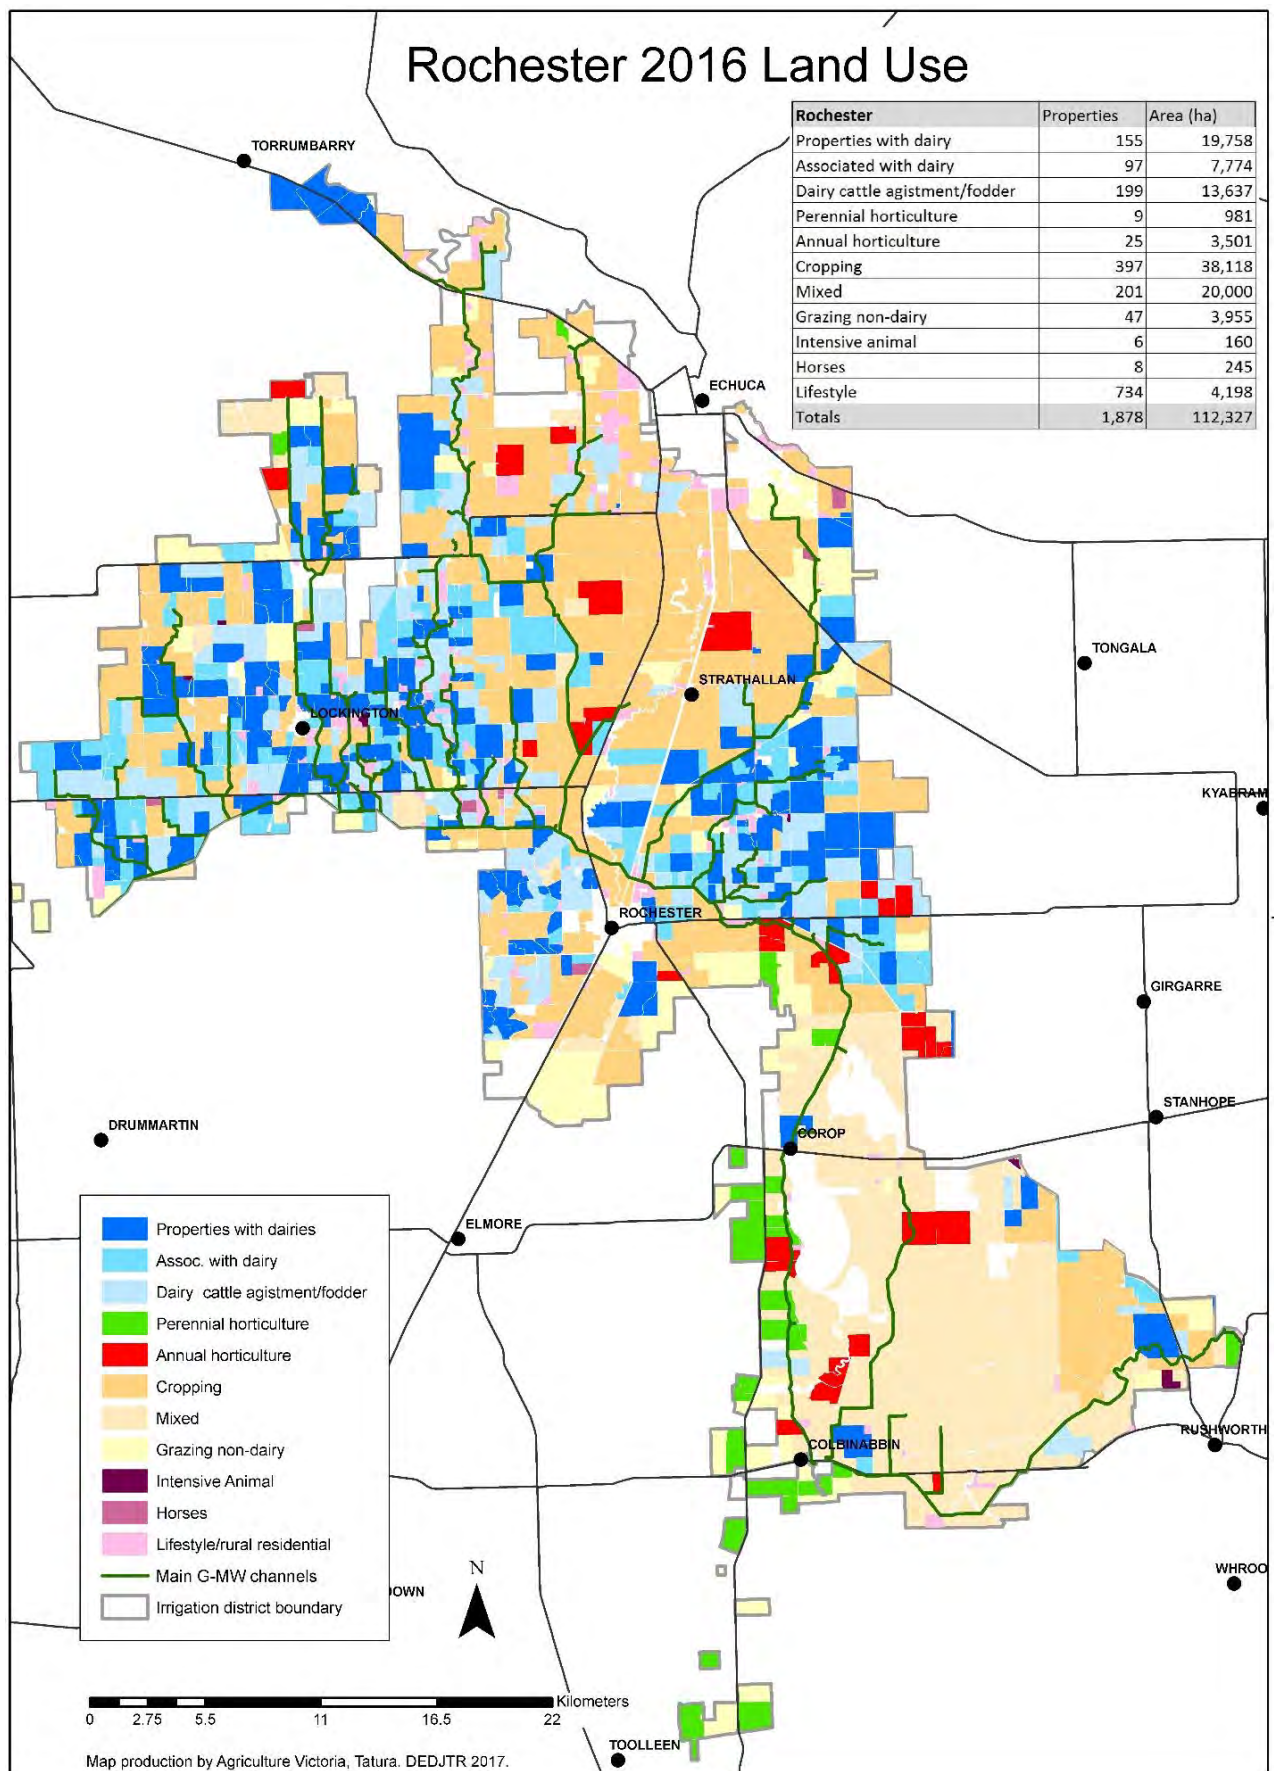 Rochester 2016 Land Use
Rochester Properties Area (ha)
Properties with dairy 155 19,758
Associated with dairy 97 7,774
Dairy cattle agistment/fodder 199 13,637
Perennial horticulture 9 981
Annual horticulture 25 3,501
Cropping 397 38,118
Mixed 201 20,000
Grazing non-dairy 47 3,955
Intensive animal 6 160
Horses 8 245
Lifestyle 734 4,198
Totals 1,878 112,327
TORRUMBARRY
ECHUCA
TONGALA
STRATHALLAN
LOCKINGTON
KYABRAM
ROCHESTER
GIRGARRE
STANHOPE
DRUMMARTIN
COROP
ELMORE
RUSHWORTH
COLBINABBIN
WHROO
OWN
TOOLLEEN
Properties with dairies
Assoc. with dairy
Dairy cattle agistment/fodder
Perennial horticulture
Annual horticulture
Cropping
Mixed
Grazing non-dairy
Intensive Animal
Horses
Lifestyle/rural residential
Main G-MW channels
Irrigation district boundary
N
Kilometers
0 2.75 5.5 11 16.5 22
Map production by Agriculture Victoria, Tatura. DEDJTR 2017.